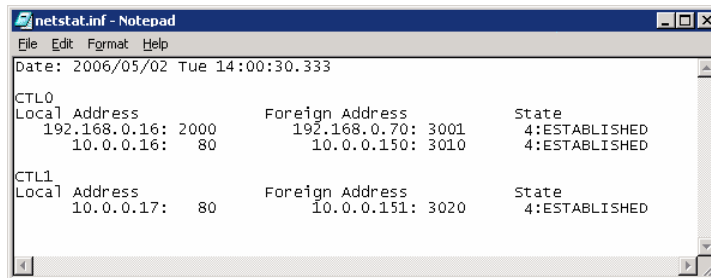 netstat.inf - Notepad
File Edit Format Help
Date: 2006/05/02 Tue 14:00:30.333
CTL0
Local Address Foreign Address State
192.168.0.16: 2000 192.168.0.70: 3001 4:ESTABLISHED
10.0.0.16: 80 10.0.0.150: 3010 4:ESTABLISHED
CTL1
Local Address Foreign Address State
10.0.0.17: 80 10.0.0.151: 3020 4:ESTABLISHED